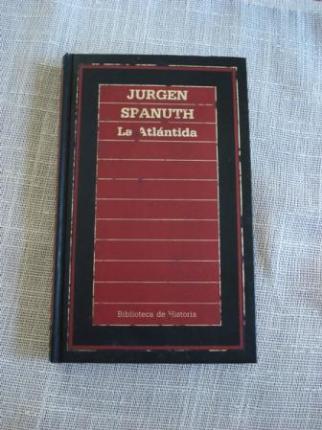 JURGEN
SPANUTH
La Atlántida
Biblioteca de Historia